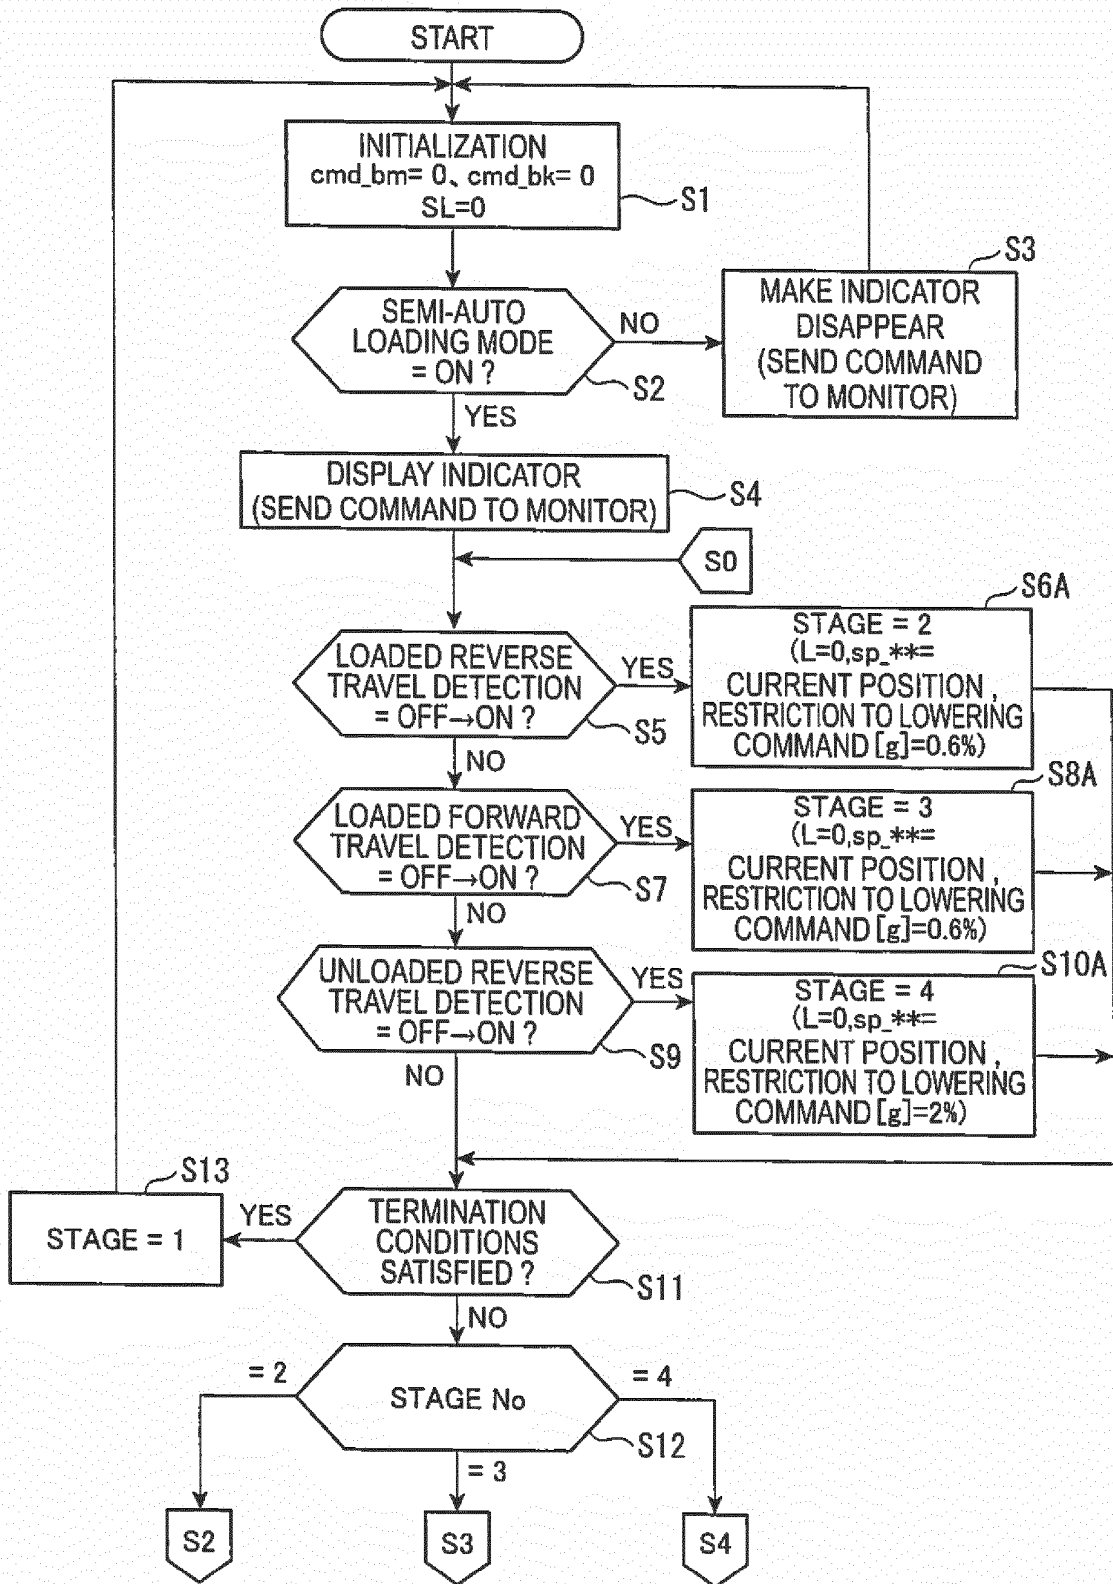 START
INITIALIZATION
cmd_bm= 0、cmd_bk= 0
SL=0
S1
SEMI-AUTO
LOADING MODE
= ON ?
S2
NO
YES
S3
MAKE INDICATOR
DISAPPEAR
(SEND COMMAND
TO MONITOR)
DISPLAY INDICATOR
(SEND COMMAND TO MONITOR)
S4
S0
LOADED REVERSE
TRAVEL DETECTION
= OFF→ON ?
S5
YES
NO
S6A
STAGE = 2
(L=0,sp_**=
CURRENT POSITION ,
RESTRICTION TO LOWERING
COMMAND [g]=0.6%)
LOADED FORWARD
TRAVEL DETECTION
= OFF→ON ?
S7
YES
NO
S8A
STAGE = 3
(L=0,sp_**=
CURRENT POSITION ,
RESTRICTION TO LOWERING
COMMAND [g]=0.6%)
UNLOADED REVERSE
TRAVEL DETECTION
= OFF→ON ?
S9
YES
NO
S10A
STAGE = 4
(L=0,sp_**=
CURRENT POSITION ,
RESTRICTION TO LOWERING
COMMAND [g]=2%)
S13
STAGE = 1
YES
TERMINATION
CONDITIONS
SATISFIED ?
S11
NO
STAGE No
S12
= 2
= 3
= 4
S2
S3
S4